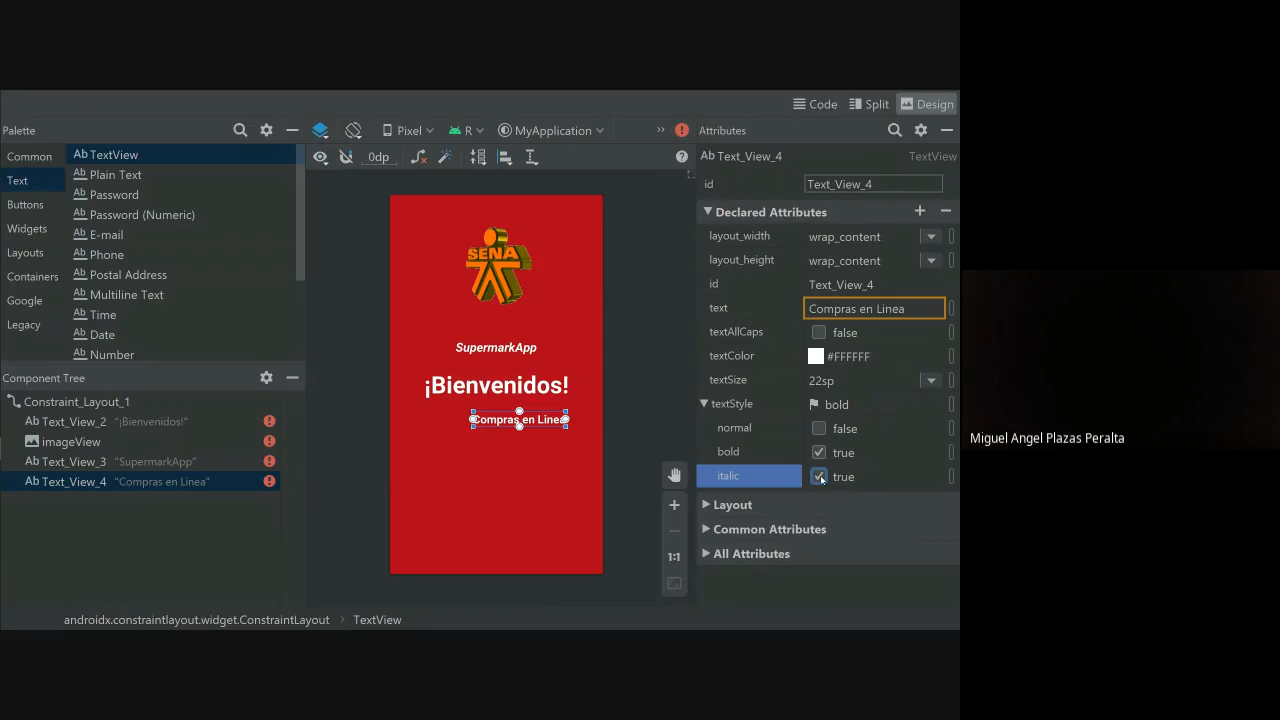 Code
Split
Design
Palette
Pixel
R
MyApplication
»
Attributes
Common
Text
Buttons
Widgets
Layouts
Containers
Google
Legacy
Ab TextView
Ab Plain Text
Ab Password
Ab Password (Numeric)
Ab E-mail
Ab Phone
Ab Postal Address
Ab Multiline Text
Ab Time
Ab Date
Ab Number
0dp
Component Tree
Constraint_Layout_1
Ab Text_View_2 "¡Bienvenidos!"
imageView
Ab Text_View_3 "SupermarkApp"
Ab Text_View_4 "Compras en Linea"
SENA
SupermarkApp
¡Bienvenidos!
Compras en Linea
1:1
Ab Text_View_4 TextView
id Text_View_4
Declared Attributes
layout_width wrap_content
layout_height wrap_content
id Text_View_4
text Compras en Linea
textAllCaps false
textColor #FFFFFF
textSize 22sp
textStyle bold
normal false
bold true
italic true
Layout
Common Attributes
All Attributes
androidx.constraintlayout.widget.ConstraintLayout › TextView
Miguel Angel Plazas Peralta